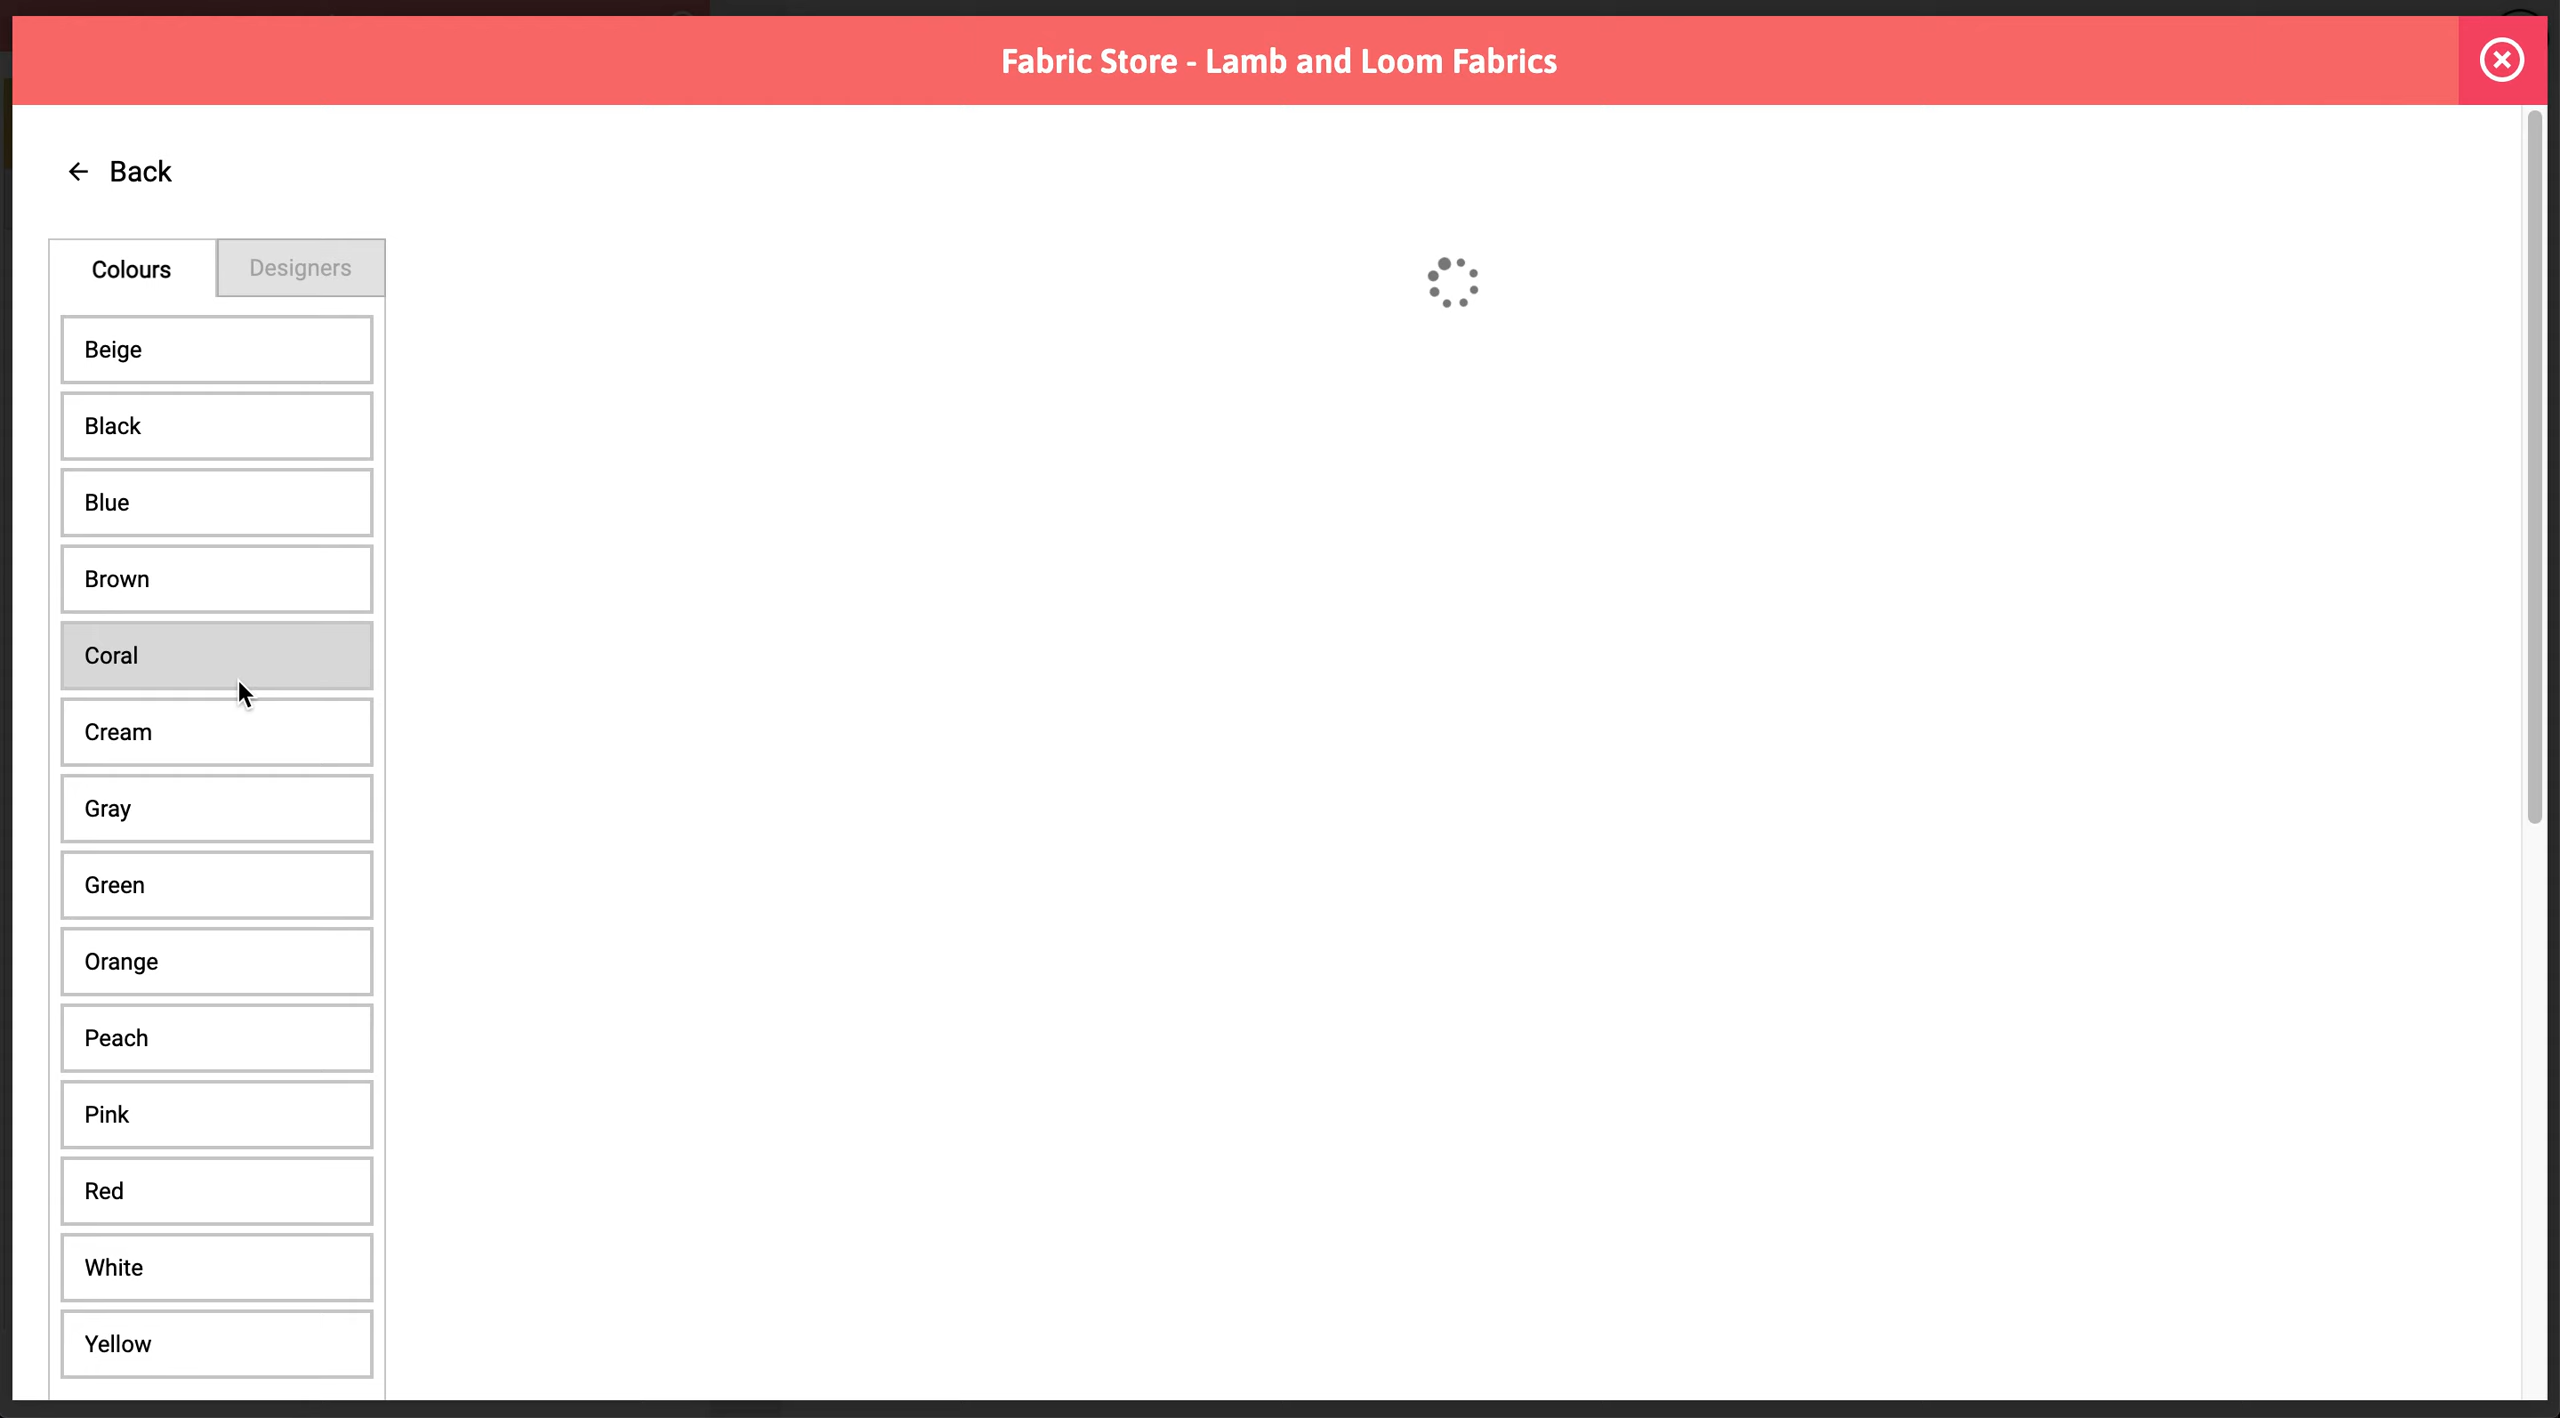 Fabric Store - Lamb and Loom Fabrics
Back
Colours
Designers
Beige
Black
Blue
Brown
Coral
Cream
Gray
Green
Orange
Peach
Pink
Red
White
Yellow